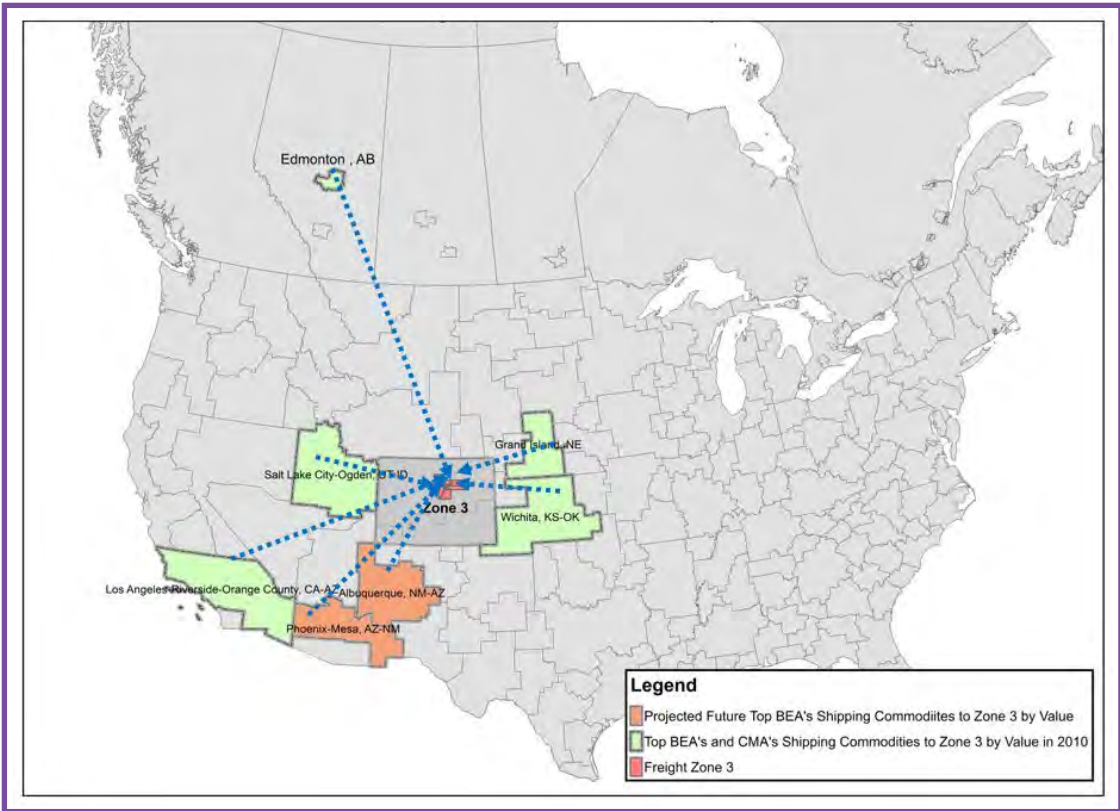 Edmonton , AB
Grand Island, NE
Salt Lake City-Ogden, UT-ID
Zone 3
Wichita, KS-OK
Los Angeles-Riverside-Orange County, CA-AZ
Albuquerque, NM-AZ
Phoenix-Mesa, AZ-NM
Legend
Projected Future Top BEA's Shipping Commodiites to Zone 3 by Value
Top BEA's and CMA's Shipping Commodities to Zone 3 by Value in 2010
Freight Zone 3